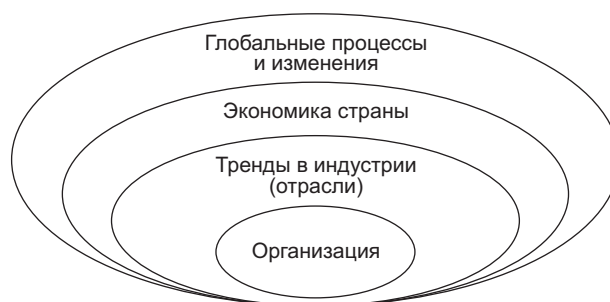 Глобальные процессы
и изменения
Экономика страны
Тренды в индустрии
(отрасли)
Организация